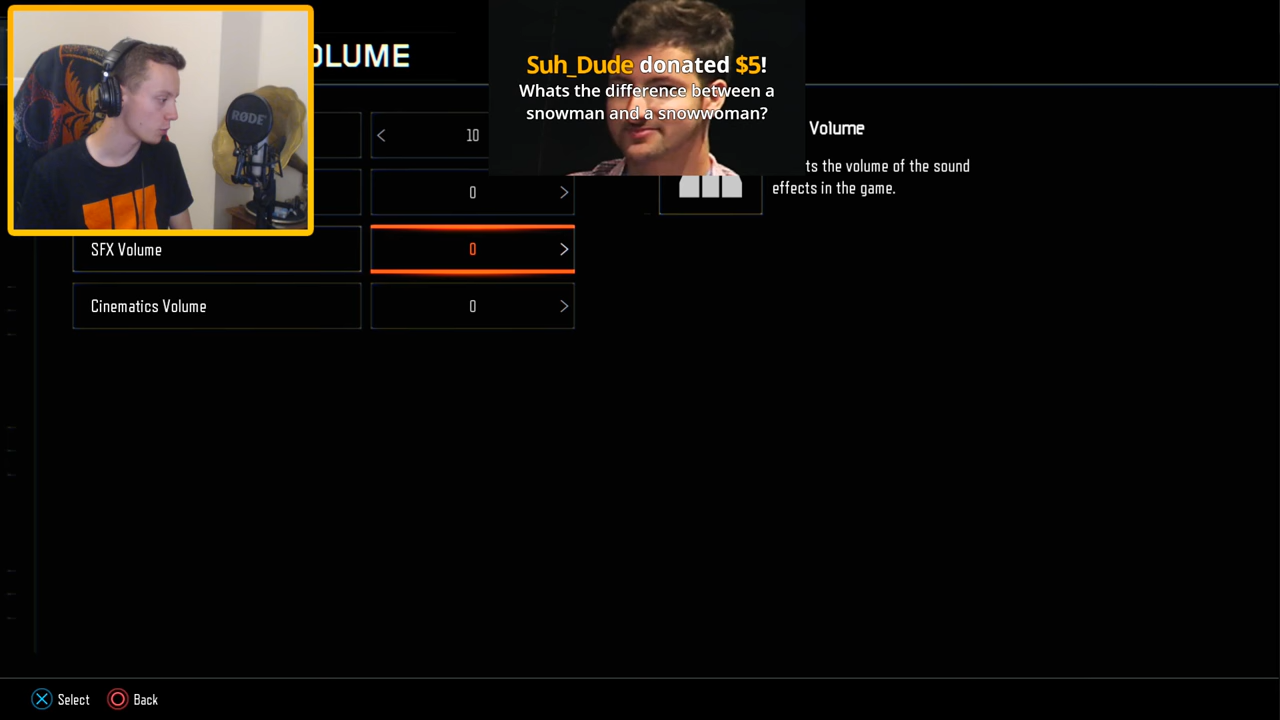 OLUME
Suh_Dude donated $5!
Whats the difference between a
snowman and a snowwoman?
RØDE
10
0
SFX Volume
0
Cinematics Volume
0
Volume
ts the volume of the sound
effects in the game.
Select
Back